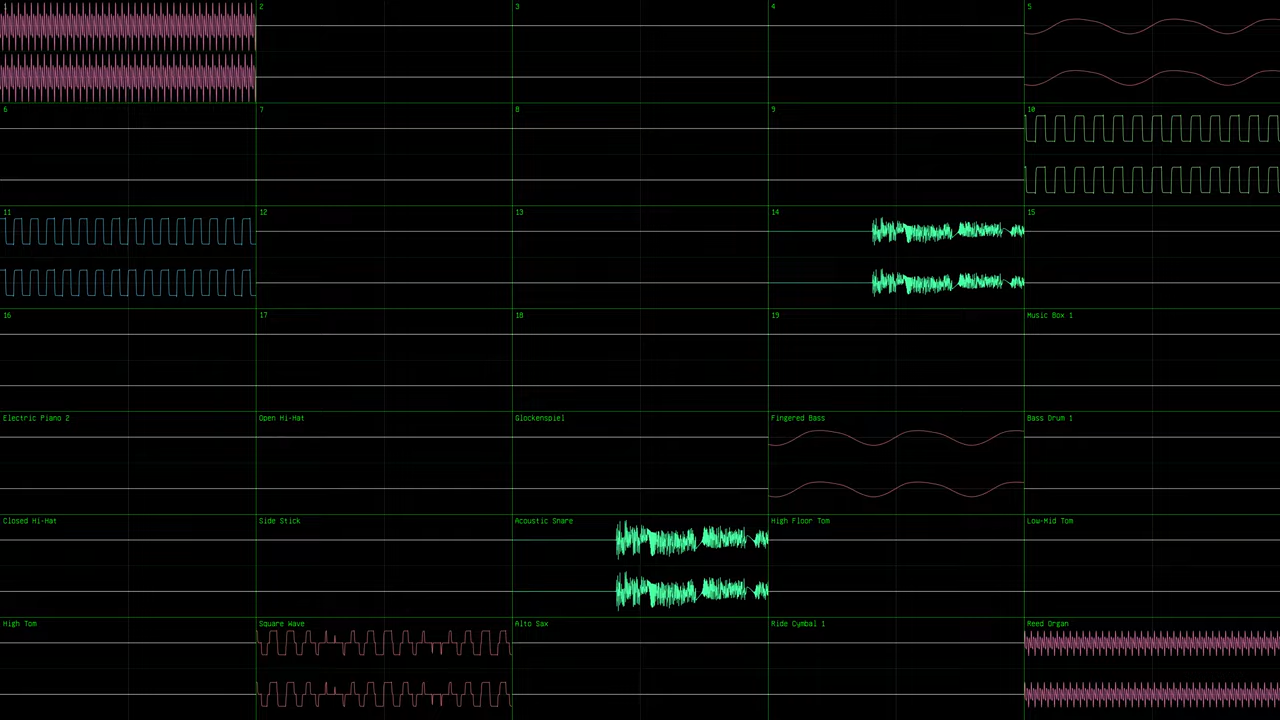 1 2 3 4 5
6 7 8 9 10
11 12 13 14 15
16 17 18 19 Music Box 1
Electric Piano 2 Open Hi-Hat Glockenspiel Fingered Bass Bass Drum 1
Closed Hi-Hat Side Stick Acoustic Snare High Floor Tom Low-Mid Tom
High Tom Square Wave Alto Sax Ride Cymbal 1 Reed Organ